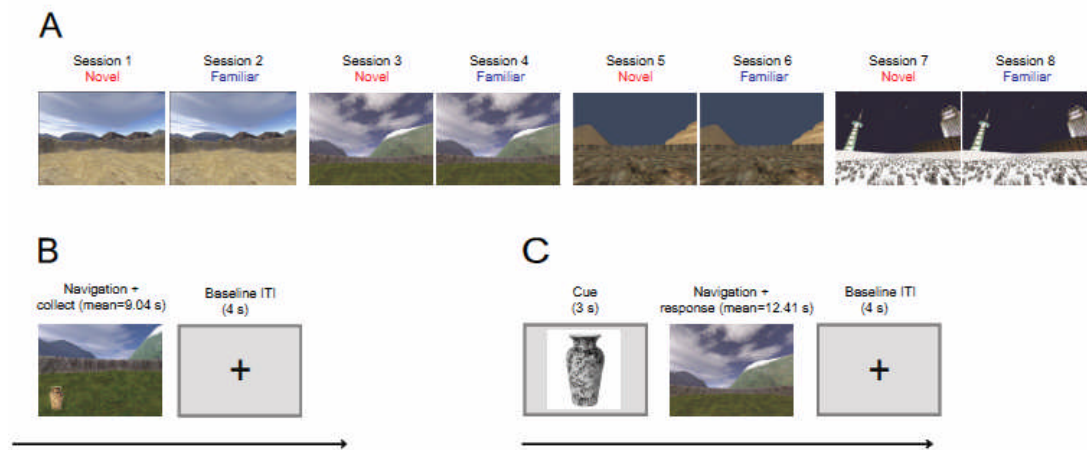 A
Session 1 Session 2 Session 3 Session 4 Session 5 Session 6 Session 7 Session 8
Novel Familiar Novel Familiar Novel Familiar Novel Familiar
B
Navigation +
collect (mean=9.04 s)
Baseline ITI
(4 s)
+
C
Cue
(3 s)
Navigation +
response (mean=12.41 s)
Baseline ITI
(4 s)
+